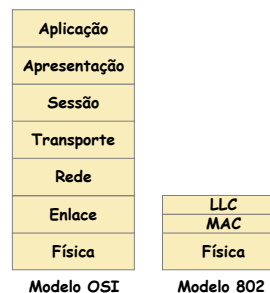 Aplicação
Apresentação
Sessão
Transporte
Rede
Enlace
Física
Modelo OSI
LLC
MAC
Física
Modelo 802